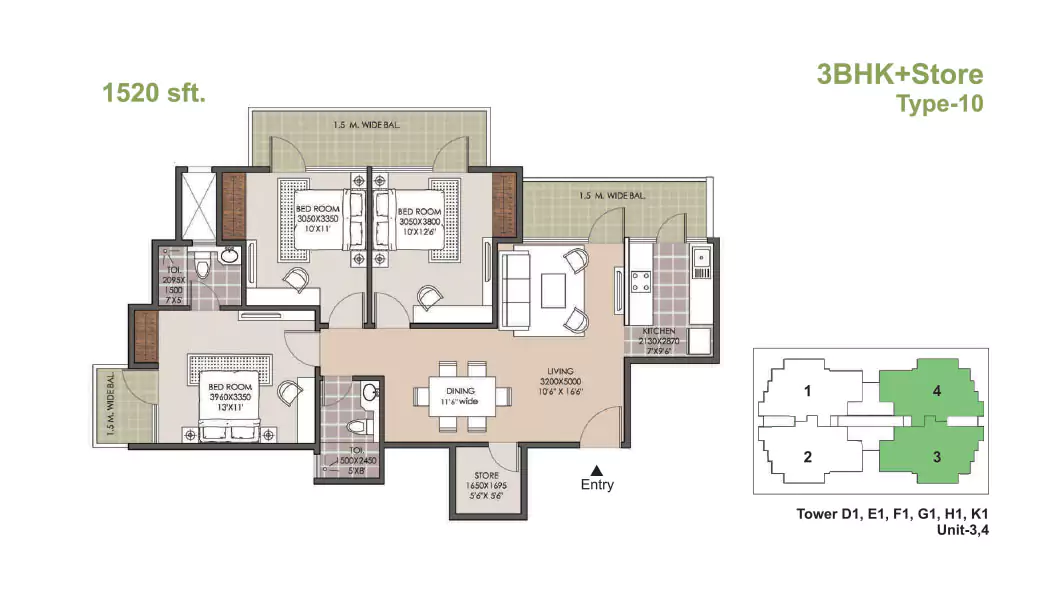 3BHK+Store
Type-10
1520 sft.
1.5 M. WIDE BAL.
1.5 M. WIDE BAL.
BED ROOM
3050X3350
10'X11'
BED ROOM
3050X3800
10'X12'6"
TOI.
2095X
1500
7'X5'
KITCHEN
2130X2870
7'X9'6"
LIVING
3200X5000
10'6" X 16'6"
DINING
11'6" wide
BED ROOM
3960X3350
13'X11'
1.5 M. WIDE BAL.
TOI.
1500X2450
5'X8'
STORE
1650X1695
5'6"X 5'6"
Entry
1
4
2
3
Tower D1, E1, F1, G1, H1, K1
Unit-3,4